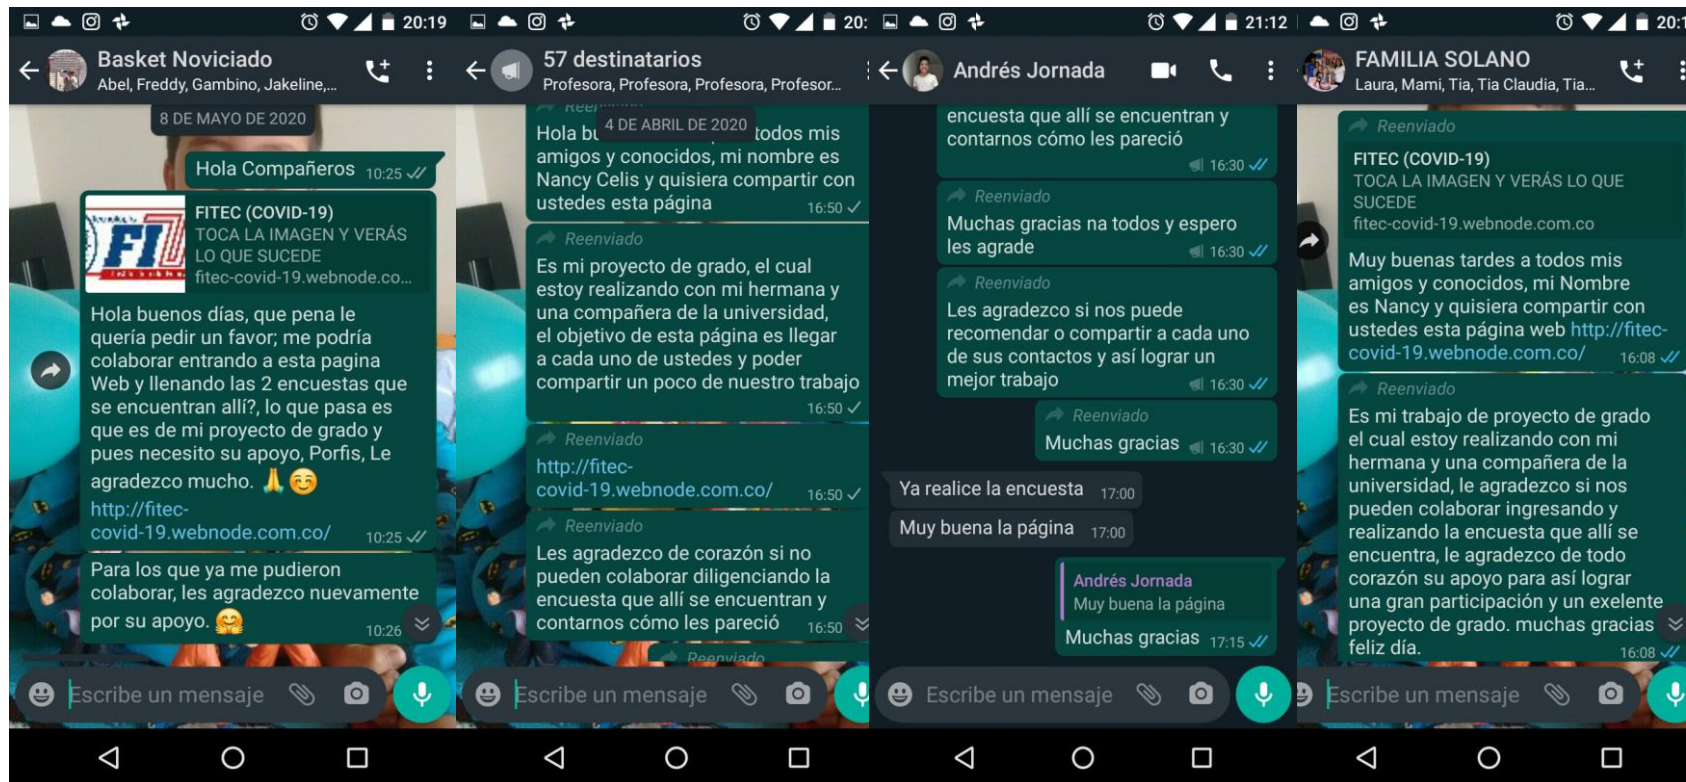 20:19
Basket Noviciado
Abel, Freddy, Gambino, Jakeline,...
8 DE MAYO DE 2020
Hola Compañeros 10:25
FITEC (COVID-19)
TOCA LA IMAGEN Y VERÁS
LO QUE SUCEDE
fitec-covid-19.webnode.co...
Hola buenos días, que pena le
quería pedir un favor; me podría
colaborar entrando a esta pagina
Web y llenando las 2 encuestas que
se encuentran allí?, lo que pasa es
que es de mi proyecto de grado y
pues necesito su apoyo, Porfis, Le
agradezco mucho. 🙏☺️
http://fitec-
covid-19.webnode.com.co/ 10:25
Para los que ya me pudieron
colaborar, les agradezco nuevamente
por su apoyo. 🤗 10:26
Escribe un mensaje
20:
57 destinatarios
Profesora, Profesora, Profesora, Profesor...
4 DE ABRIL DE 2020
Hola todos mis
amigos y conocidos, mi nombre es
Nancy Celis y quisiera compartir con
ustedes esta página 16:50
Reenviado
Es mi proyecto de grado, el cual
estoy realizando con mi hermana y
una compañera de la universidad,
el objetivo de esta página es llegar
a cada uno de ustedes y poder
compartir un poco de nuestro trabajo
16:50
Reenviado
http://fitec-
covid-19.webnode.com.co/ 16:50
Reenviado
Les agradezco de corazón si no
pueden colaborar diligenciando la
encuesta que allí se encuentran y
contarnos cómo les pareció 16:50
Reenviado
Escribe un mensaje
21:12
Andrés Jornada
encuesta que allí se encuentran y
contarnos cómo les pareció
16:30
Reenviado
Muchas gracias na todos y espero
les agrade 16:30
Reenviado
Les agradezco si nos puede
recomendar o compartir a cada uno
de sus contactos y así lograr un
mejor trabajo 16:30
Reenviado
Muchas gracias 16:30
Ya realice la encuesta 17:00
Muy buena la página 17:00
Andrés Jornada
Muy buena la página
Muchas gracias 17:15
Escribe un mensaje
20:1
FAMILIA SOLANO
Laura, Mami, Tia, Tia Claudia, Tia...
Reenviado
FITEC (COVID-19)
TOCA LA IMAGEN Y VERÁS LO QUE
SUCEDE
fitec-covid-19.webnode.com.co
Muy buenas tardes a todos mis
amigos y conocidos, mi Nombre
es Nancy y quisiera compartir con
ustedes esta página web http://fitec-
covid-19.webnode.com.co/ 16:08
Reenviado
Es mi trabajo de proyecto de grado
el cual estoy realizando con mi
hermana y una compañera de la
universidad, le agradezco si nos
pueden colaborar ingresando y
realizando la encuesta que allí se
encuentra, le agradezco de todo
corazón su apoyo para así lograr
una gran participación y un exelente
proyecto de grado. muchas gracias
feliz día. 16:08
Escribe un mensaje